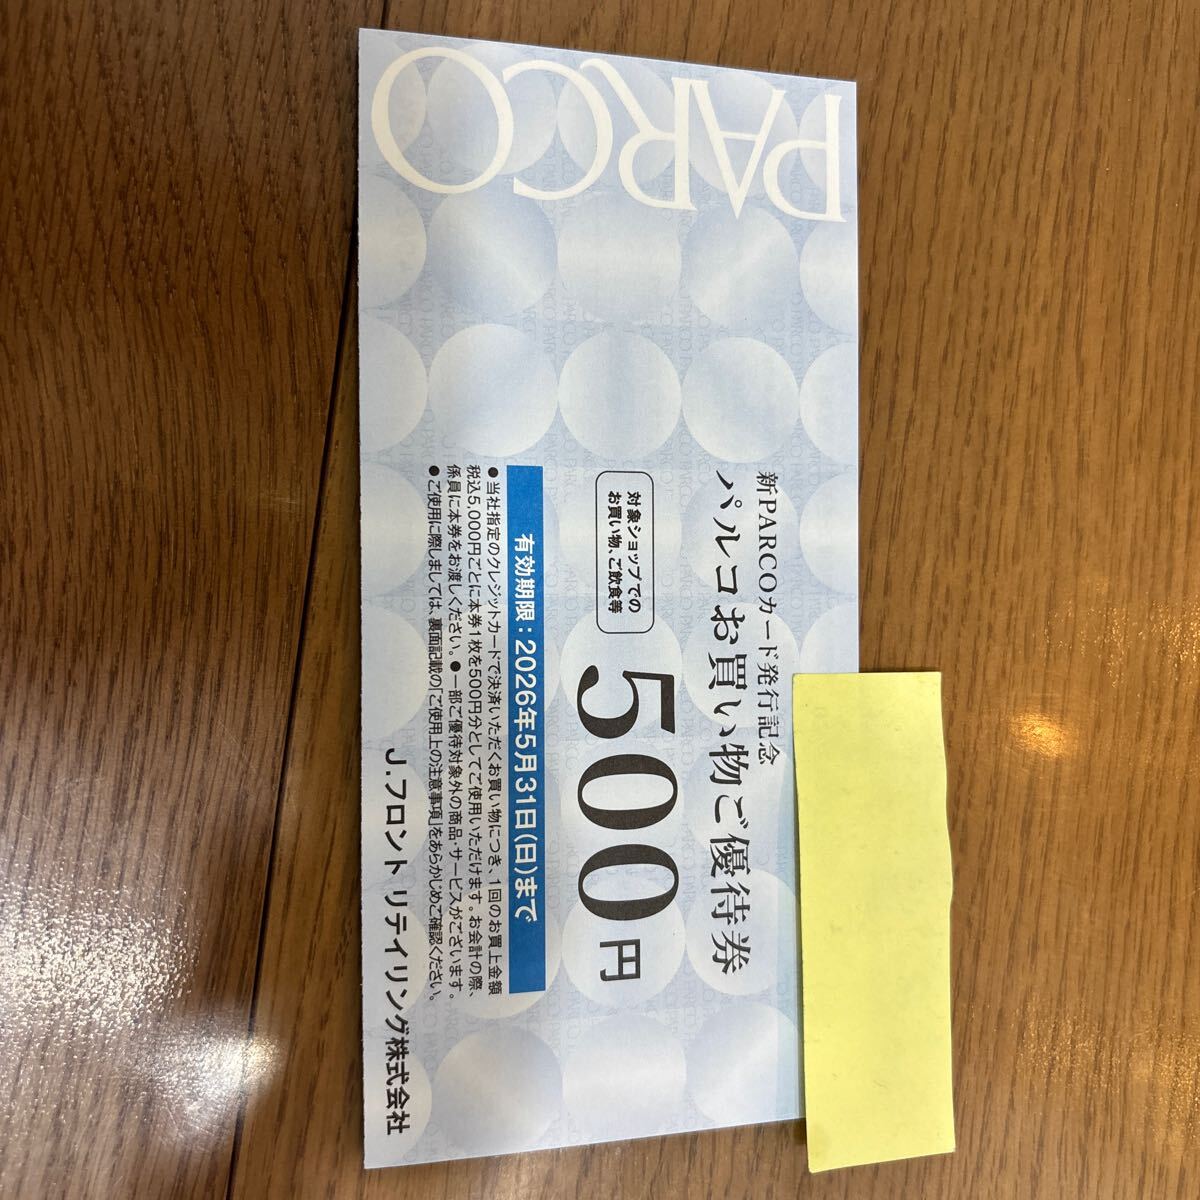 PARCO
新PARCOカード発行記念
パルコお買い物ご優待券
対象ショップでの
お買い物、ご飲食等
500円
有効期限：2026年5月31日(日)まで
●当社指定のクレジットカードで決済いただくお買い物につき、1回のお買上金額
税込5,000円ごとに本券1枚を500円分としてご使用いただけます。お会計の際、
係員に本券をお渡しください。●一部ご優待対象外の商品・サービスがございます。
●ご使用に際しましては、裏面記載の「ご使用上の注意事項」をあらかじめご確認ください。
J.フロント リテイリング株式会社